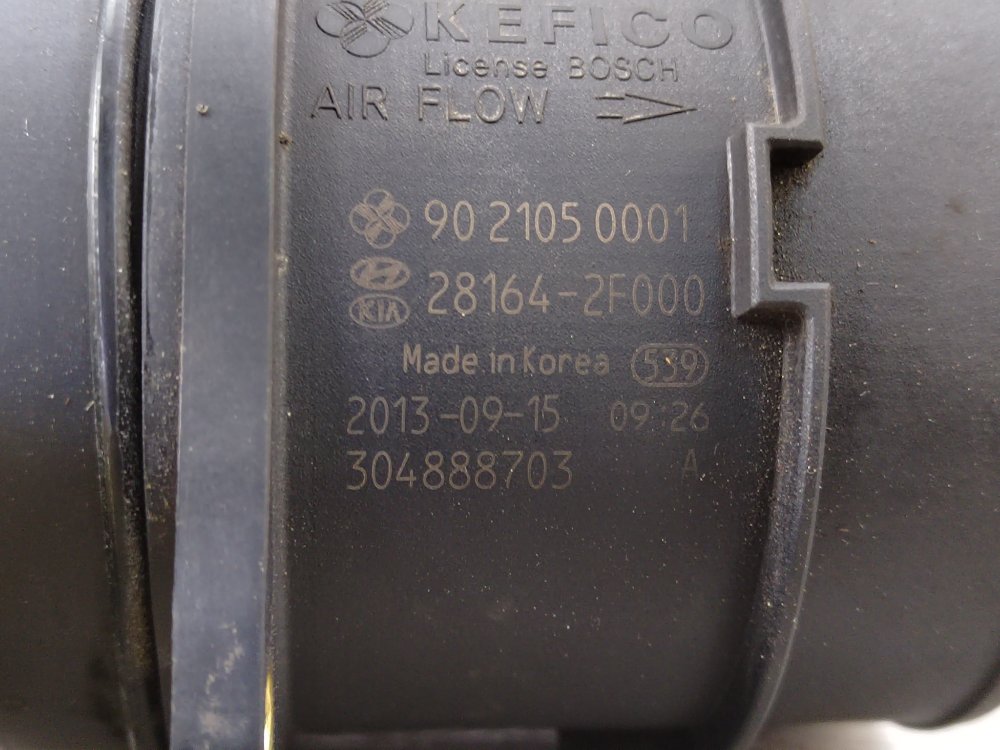 KEFICO
License BOSCH
AIR FLOW
90 2105 0001
28164-2F000
KIA
Made in Korea 539
2013-09-15 09:26
304888703 A